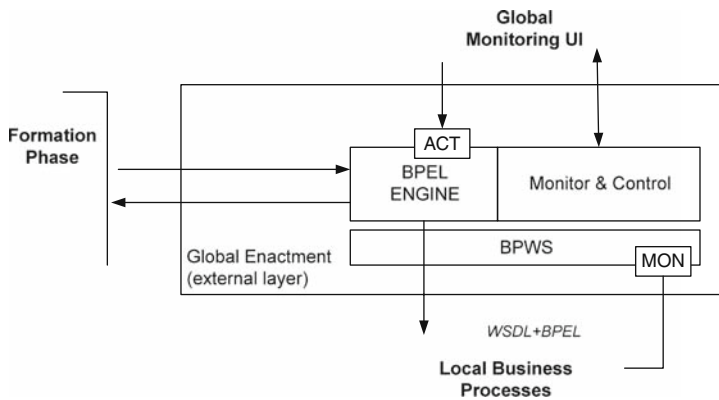 Global
Monitoring UI
Formation
Phase
ACT
BPEL
ENGINE
Monitor & Control
BPWS
Global Enactment
(external layer)
MON
WSDL+BPEL
Local Business
Processes